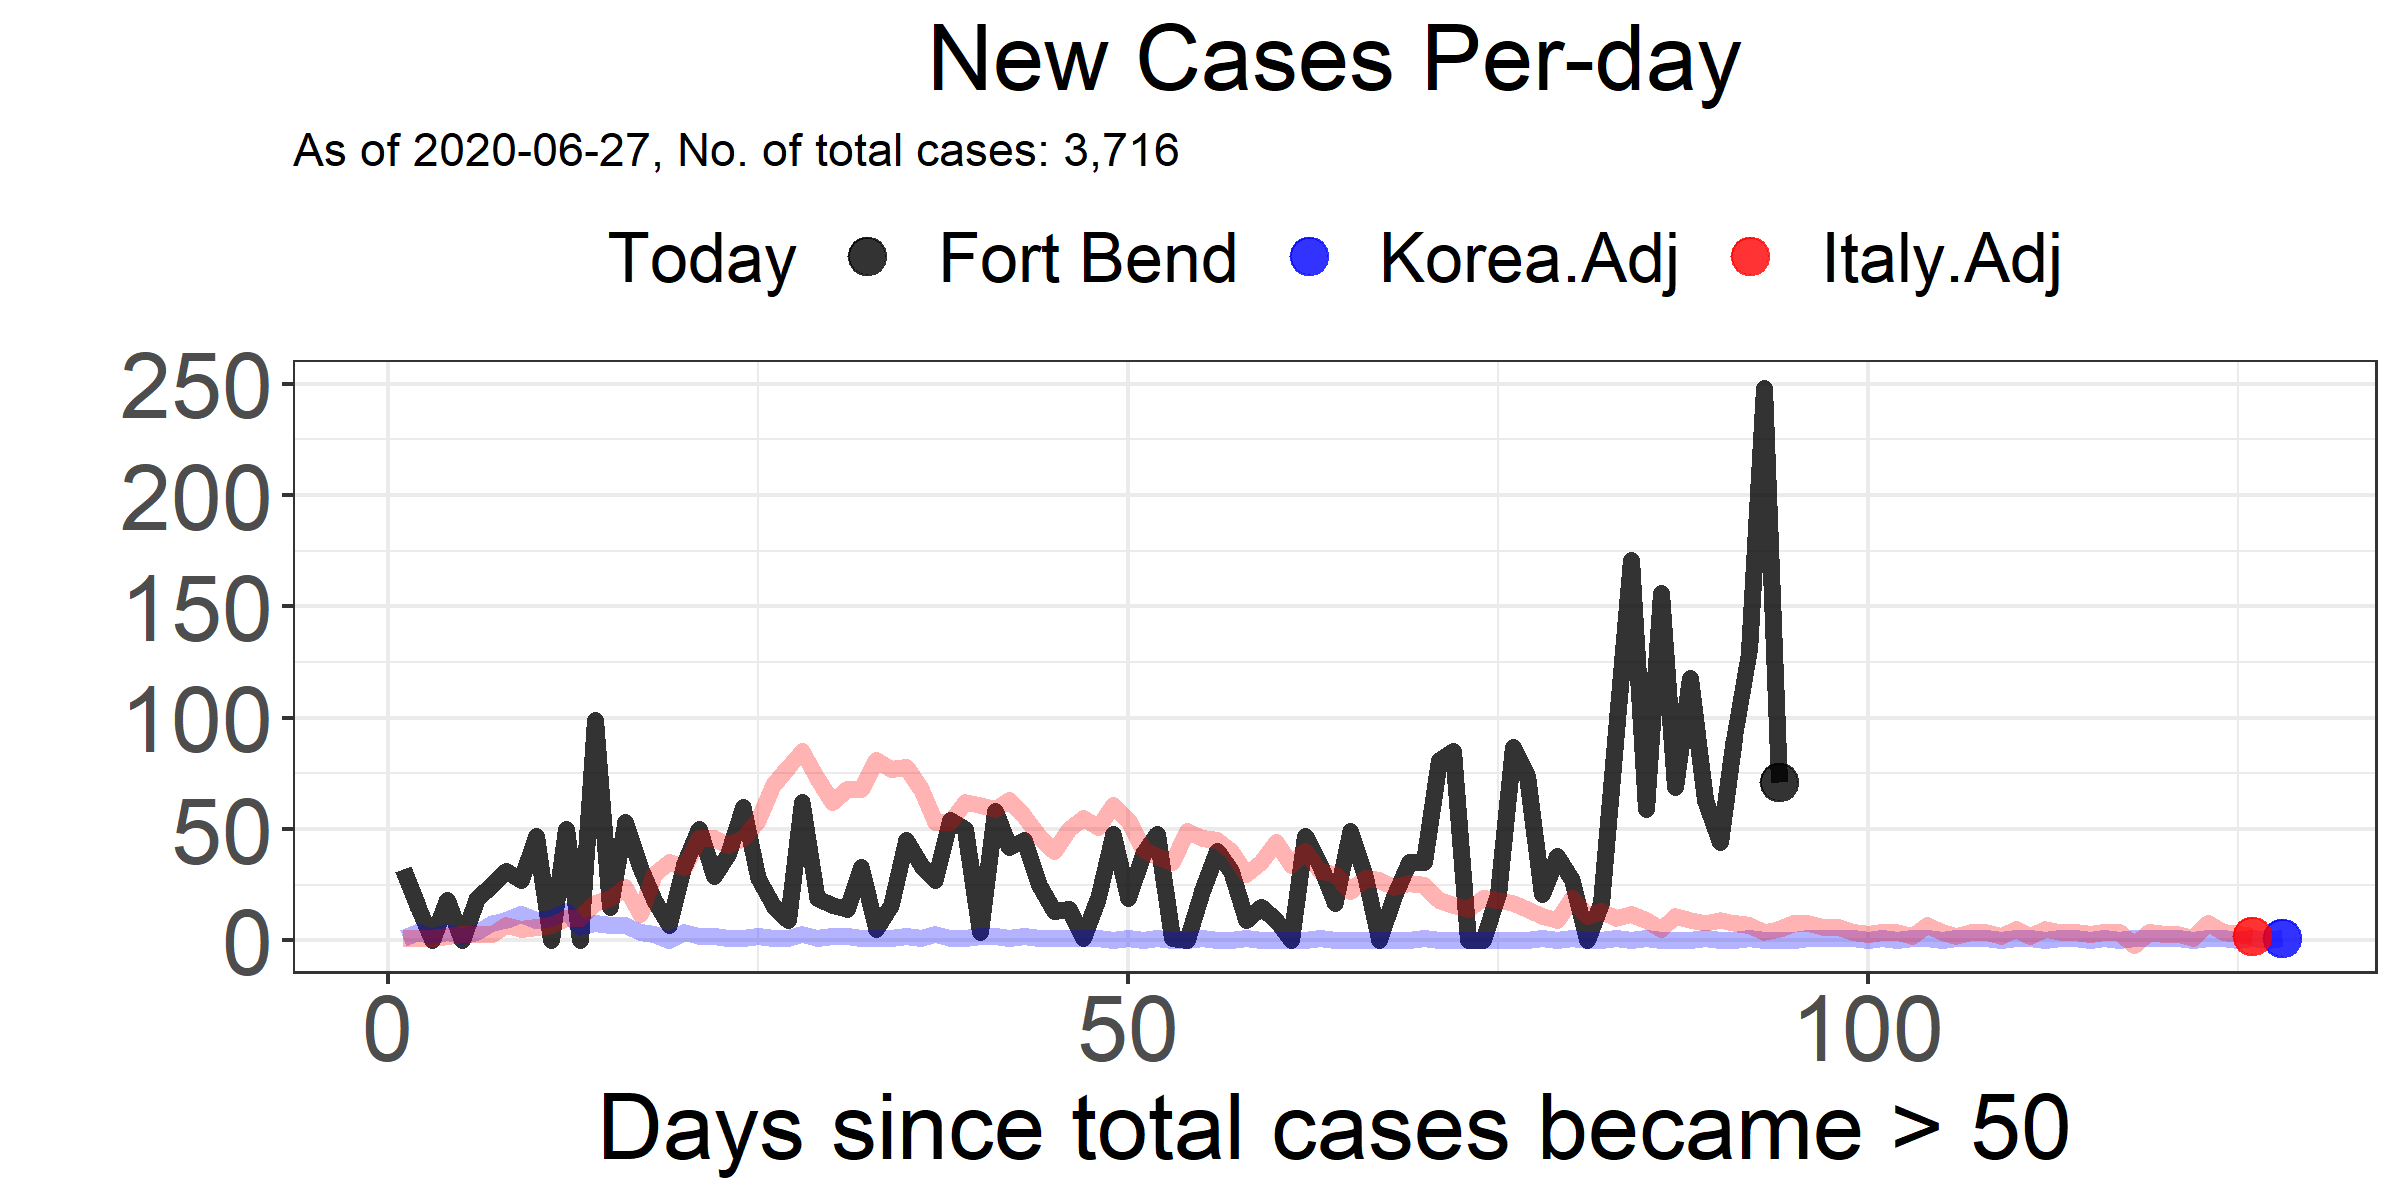 New Cases Per-day
As of 2020-06-27, No. of total cases: 3,716
Today Fort Bend Korea.Adj Italy.Adj
250
200
150
100
50
0
0 50 100
Days since total cases became > 50